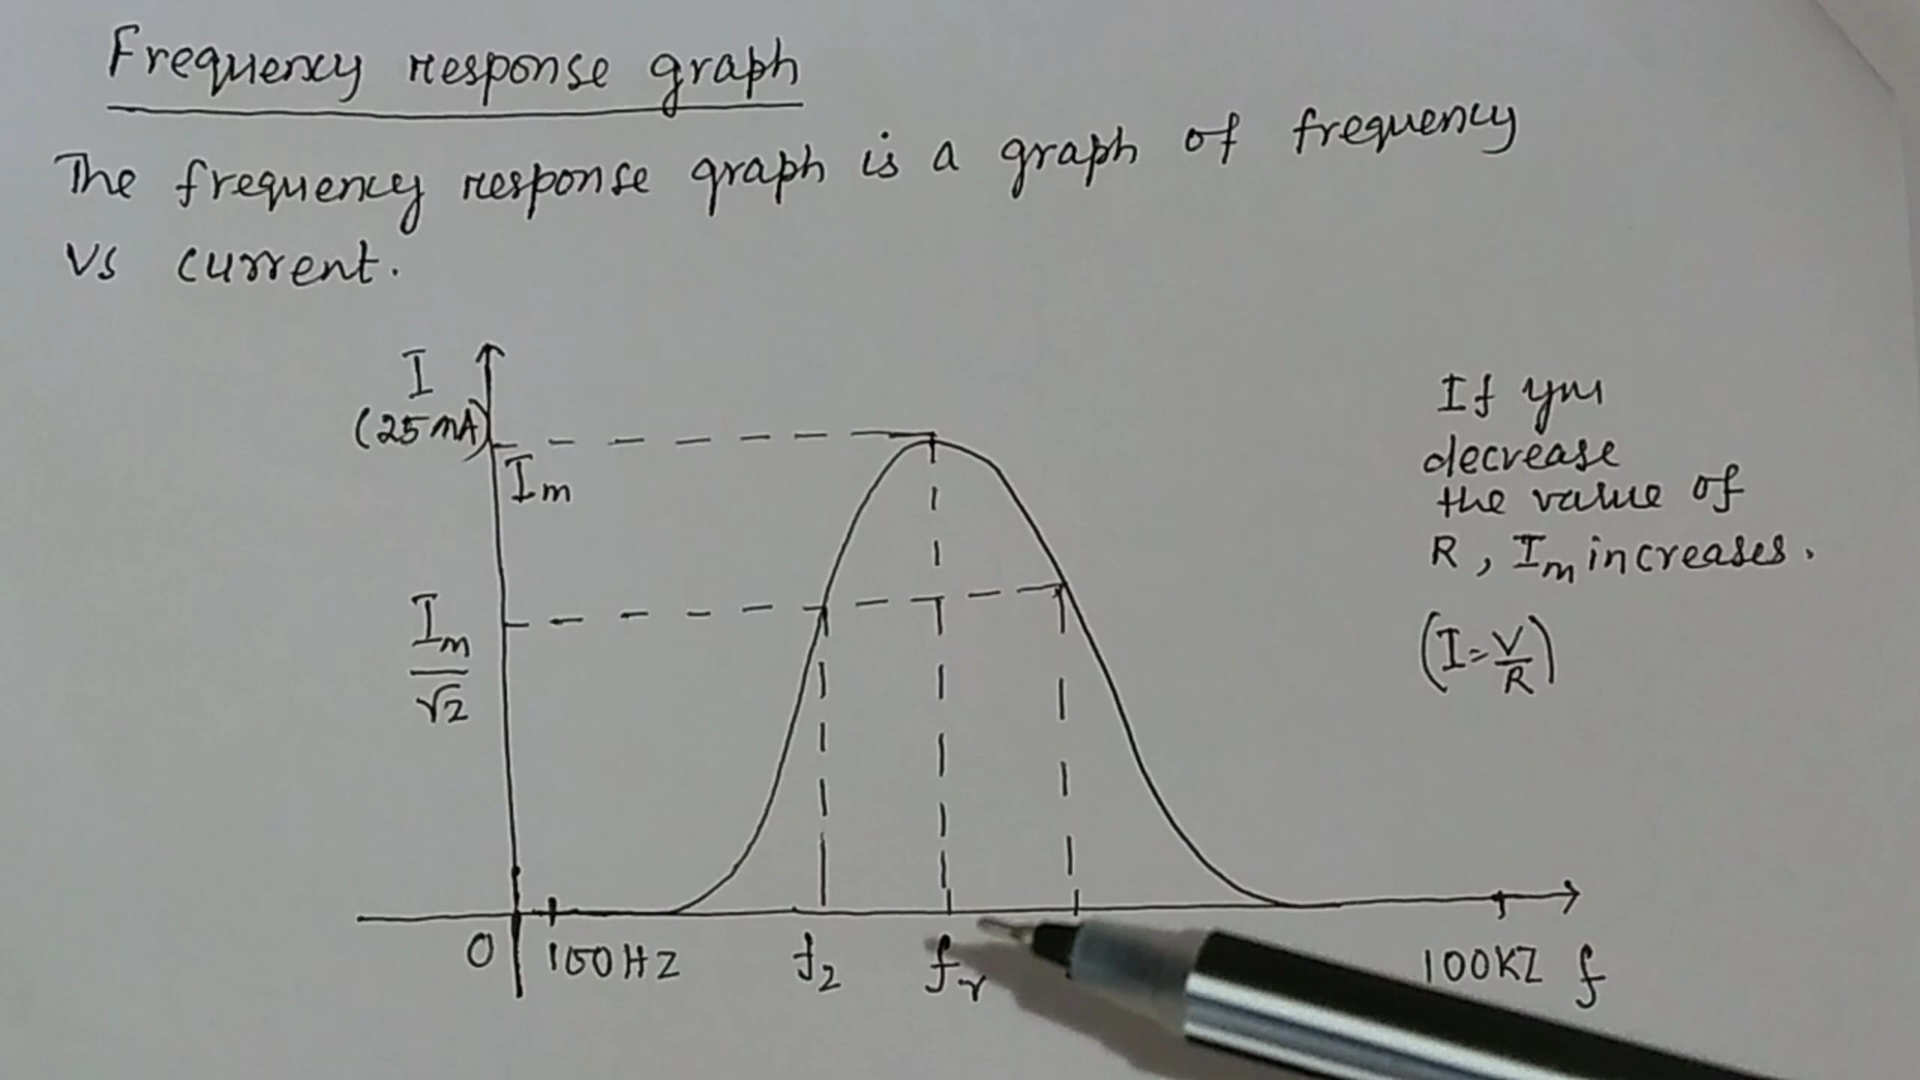 Frequency response graph
The frequency response graph is a graph of frequency
vs current.
I
(25mA)
Im
Im
√2
If you
decrease
the value of
R, Im increases.
(I=V/R)
0
100HZ
f2
fr
100KZ
f